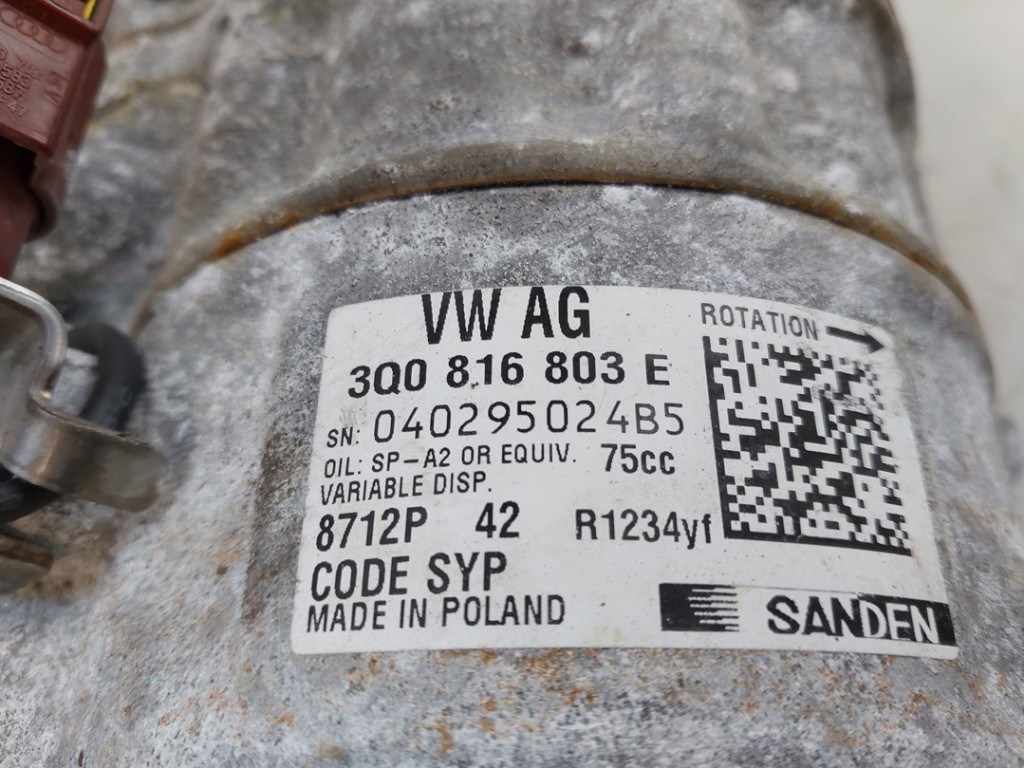 VW AG
ROTATION
3Q0 816 803 E
SN: 040295024B5
OIL: SP-A2 OR EQUIV. 75cc
VARIABLE DISP.
8712P 42 R1234yf
CODE SYP
MADE IN POLAND
SANDEN